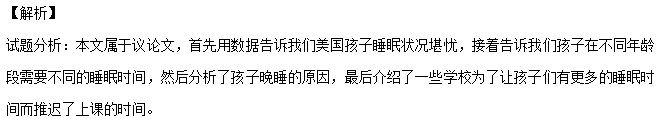 【解析】
试题分析：本文属于议论文，首先用数据告诉我们美国孩子睡眠状况堪忧，接着告诉我们孩子在不同年龄
段需要不同的睡眠时间，然后分析了孩子晚睡的原因，最后介绍了一些学校为了让孩子们有更多的睡眠时
间而推迟了上课的时间。